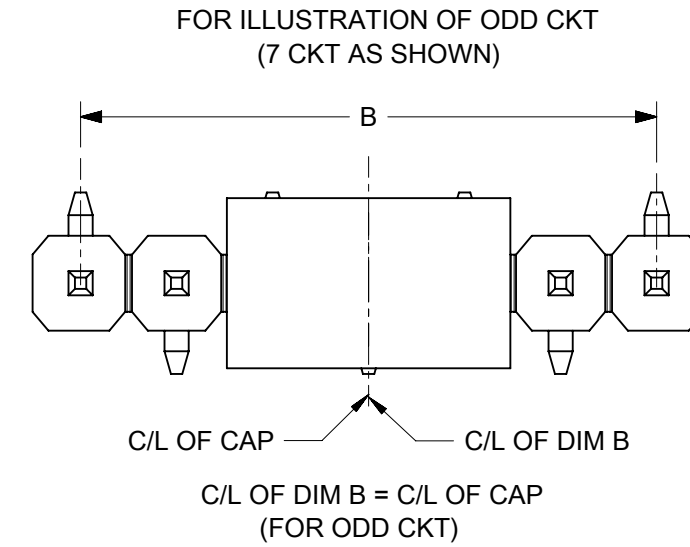 FOR ILLUSTRATION OF ODD CKT
(7 CKT AS SHOWN)
B
C/L OF CAP
C/L OF DIM B
C/L OF DIM B = C/L OF CAP
(FOR ODD CKT)